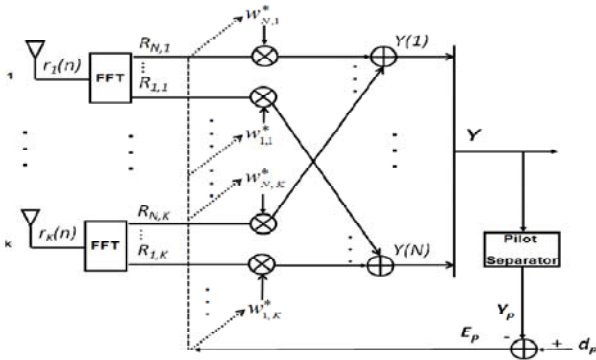 w*N,1
RN,1
Y(1)
1
r1(n)
FFT
R1,1
w*1,1
Y
w*N,K
RN,K
K
rK(n)
FFT
R1,K
Y(N)
Pilot
Separator
w*1,K
Yp
Ep
-
+ dp